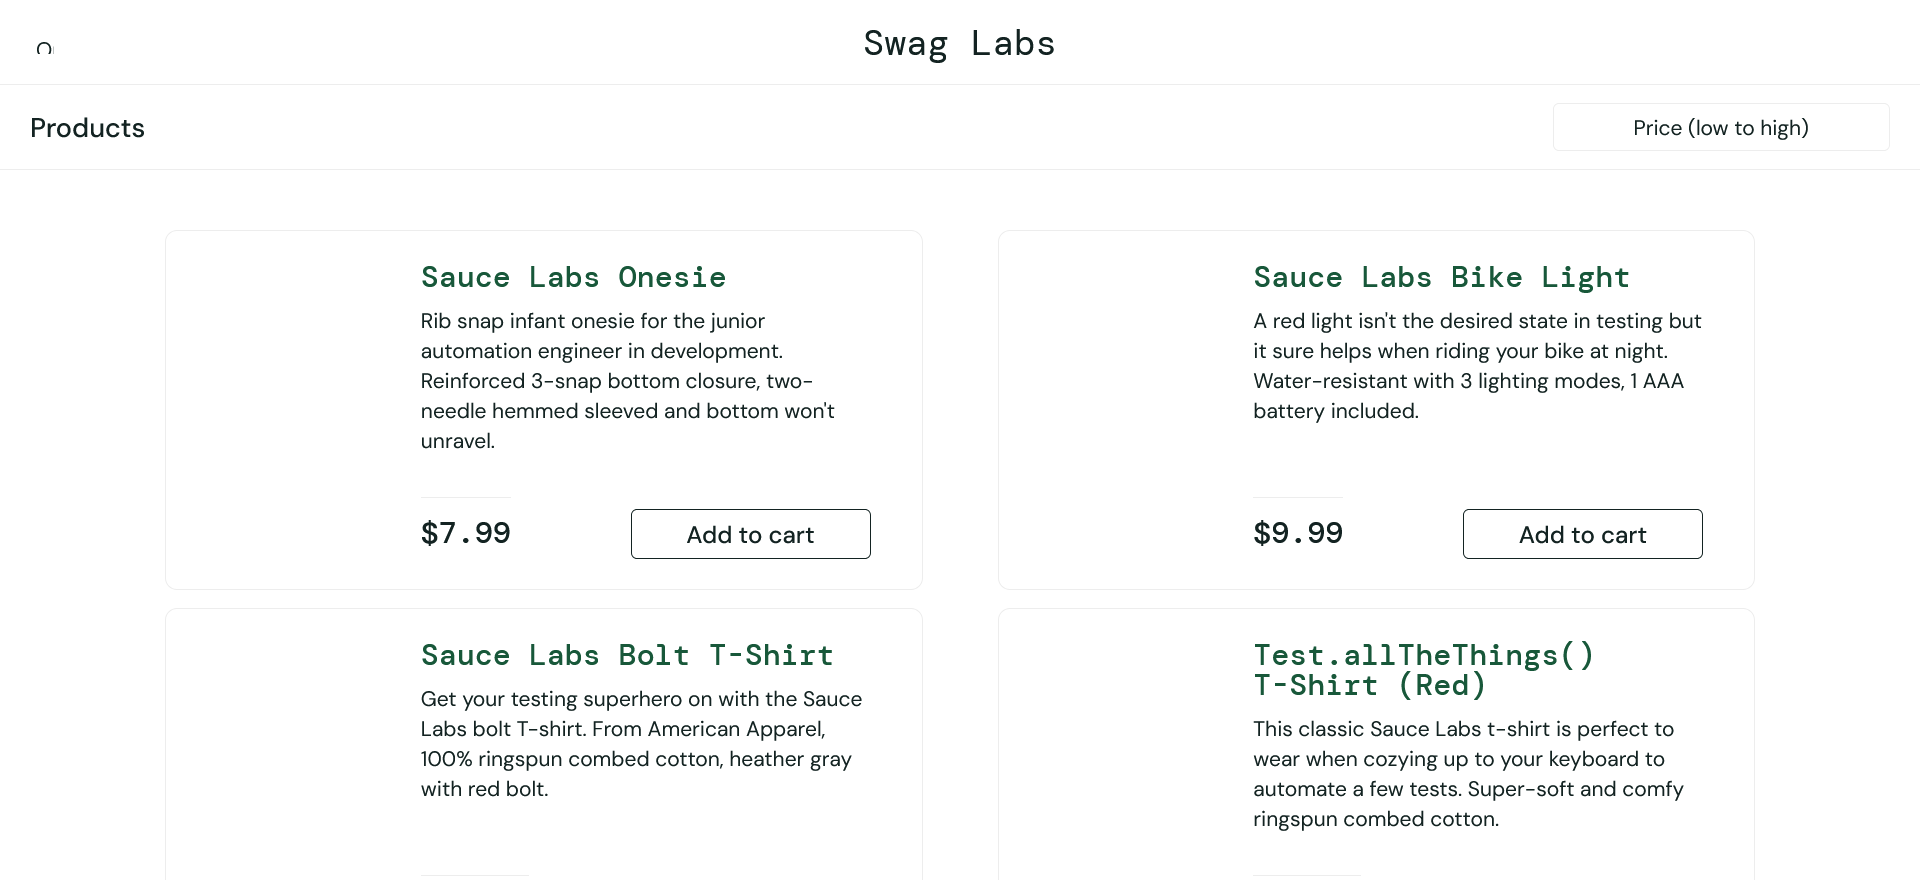 Swag Labs
Products
Price (low to high)
Sauce Labs Onesie
Rib snap infant onesie for the junior
automation engineer in development.
Reinforced 3-snap bottom closure, two-
needle hemmed sleeved and bottom won't
unravel.
$7.99
Add to cart
Sauce Labs Bike Light
A red light isn't the desired state in testing but
it sure helps when riding your bike at night.
Water-resistant with 3 lighting modes, 1 AAA
battery included.
$9.99
Add to cart
Sauce Labs Bolt T-Shirt
Get your testing superhero on with the Sauce
Labs bolt T-shirt. From American Apparel,
100% ringspun combed cotton, heather gray
with red bolt.
Test.allTheThings()
T-Shirt (Red)
This classic Sauce Labs t-shirt is perfect to
wear when cozying up to your keyboard to
automate a few tests. Super-soft and comfy
ringspun combed cotton.